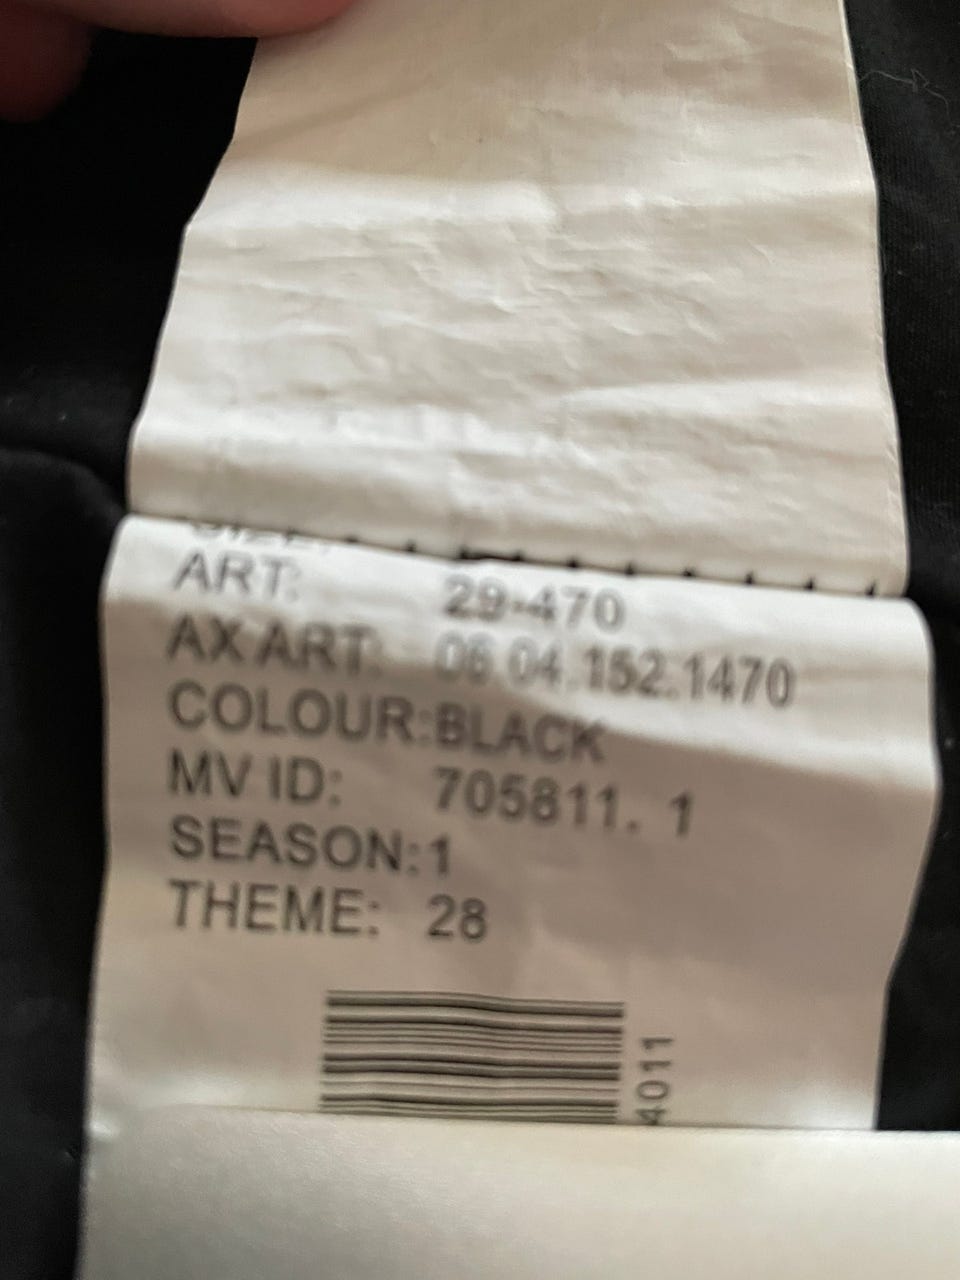 SIZE:
ART: 29-470
AX ART: 06.04.152.1470
COLOUR:BLACK
MV ID: 705811. 1
SEASON:1
THEME: 28
4011